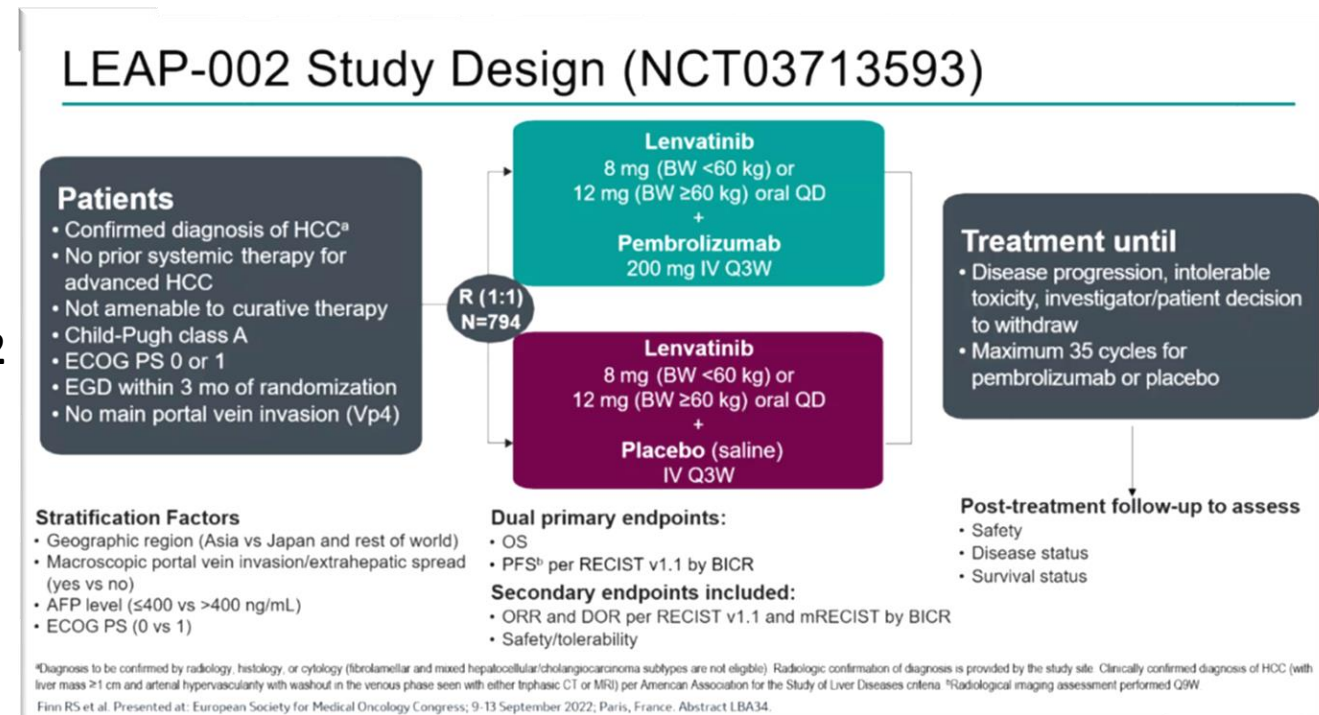 LEAP-002 Study Design (NCT03713593)
Patients
• Confirmed diagnosis of HCCᵃ
• No prior systemic therapy for
advanced HCC
• Not amenable to curative therapy
• Child-Pugh class A
• ECOG PS 0 or 1
• EGD within 3 mo of randomization
• No main portal vein invasion (Vp4)
2
R (1:1)
N=794
Lenvatinib
8 mg (BW <60 kg) or
12 mg (BW ≥60 kg) oral QD
+
Pembrolizumab
200 mg IV Q3W
Lenvatinib
8 mg (BW <60 kg) or
12 mg (BW ≥60 kg) oral QD
+
Placebo (saline)
IV Q3W
Treatment until
• Disease progression, intolerable
toxicity, investigator/patient decision
to withdraw
• Maximum 35 cycles for
pembrolizumab or placebo
Stratification Factors
• Geographic region (Asia vs Japan and rest of world)
• Macroscopic portal vein invasion/extrahepatic spread
(yes vs no)
• AFP level (≤400 vs >400 ng/mL)
• ECOG PS (0 vs 1)
Dual primary endpoints:
• OS
• PFSᵇ per RECIST v1.1 by BICR
Secondary endpoints included:
• ORR and DOR per RECIST v1.1 and mRECIST by BICR
• Safety/tolerability
Post-treatment follow-up to assess
• Safety
• Disease status
• Survival status
ᵃDiagnosis to be confirmed by radiology, histology, or cytology (fibrolamellar and mixed hepatocellular/cholangiocarcinoma subtypes are not eligible) Radiologic confirmation of diagnosis is provided by the study site. Clinically confirmed diagnosis of HCC (with
liver mass ≥1 cm and arterial hypervascularity with washout in the venous phase seen with either triphasic CT or MRI) per American Association for the Study of Liver Diseases criteria ᵇRadiological imaging assessment performed Q9W
Finn RS et al. Presented at: European Society for Medical Oncology Congress; 9-13 September 2022; Paris, France. Abstract LBA34.